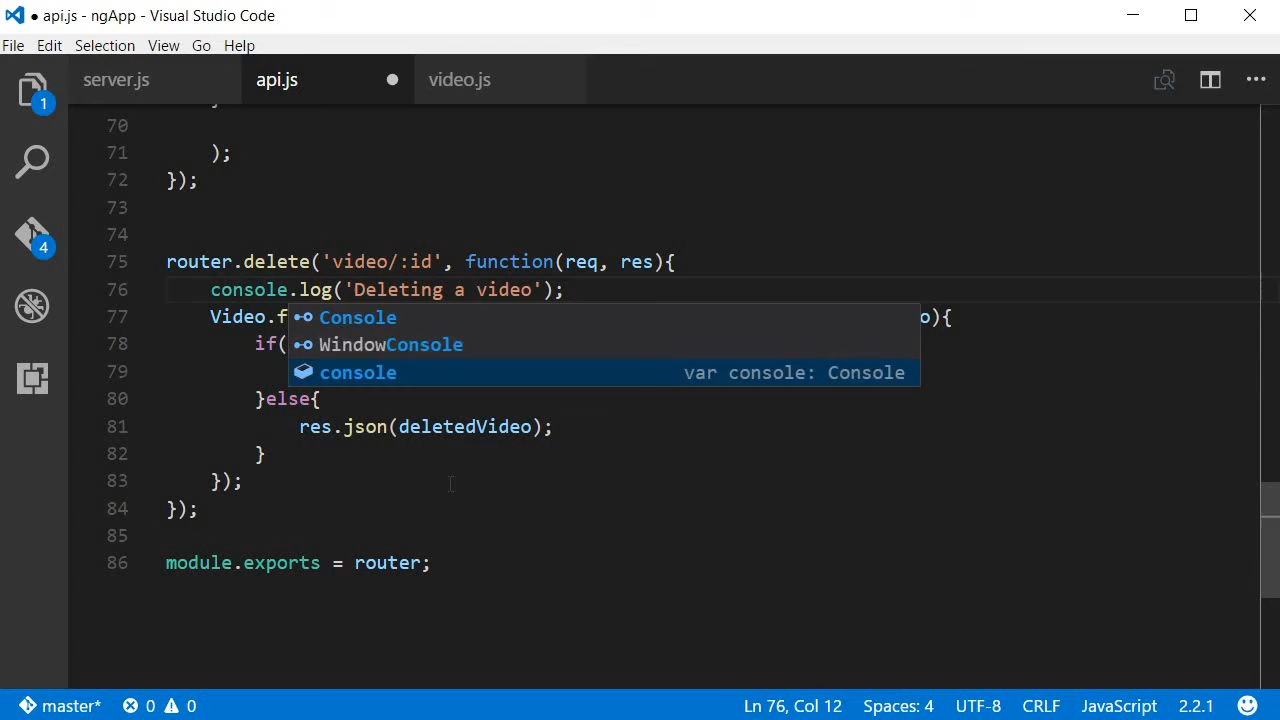 ● api.js - ngApp - Visual Studio Code
File Edit Selection View Go Help
server.js api.js ● video.js
1
4
70
71 );
72 });
73
74
75 router.delete('video/:id', function(req, res){
76 console.log('Deleting a video');
77 Video.f o){
Console
78 if(
WindowConsole
79
console var console: Console
80 }else{
81 res.json(deletedVideo);
82 }
83 });
84 });
85
86 module.exports = router;
master* 0 0 Ln 76, Col 12 Spaces: 4 UTF-8 CRLF JavaScript 2.2.1